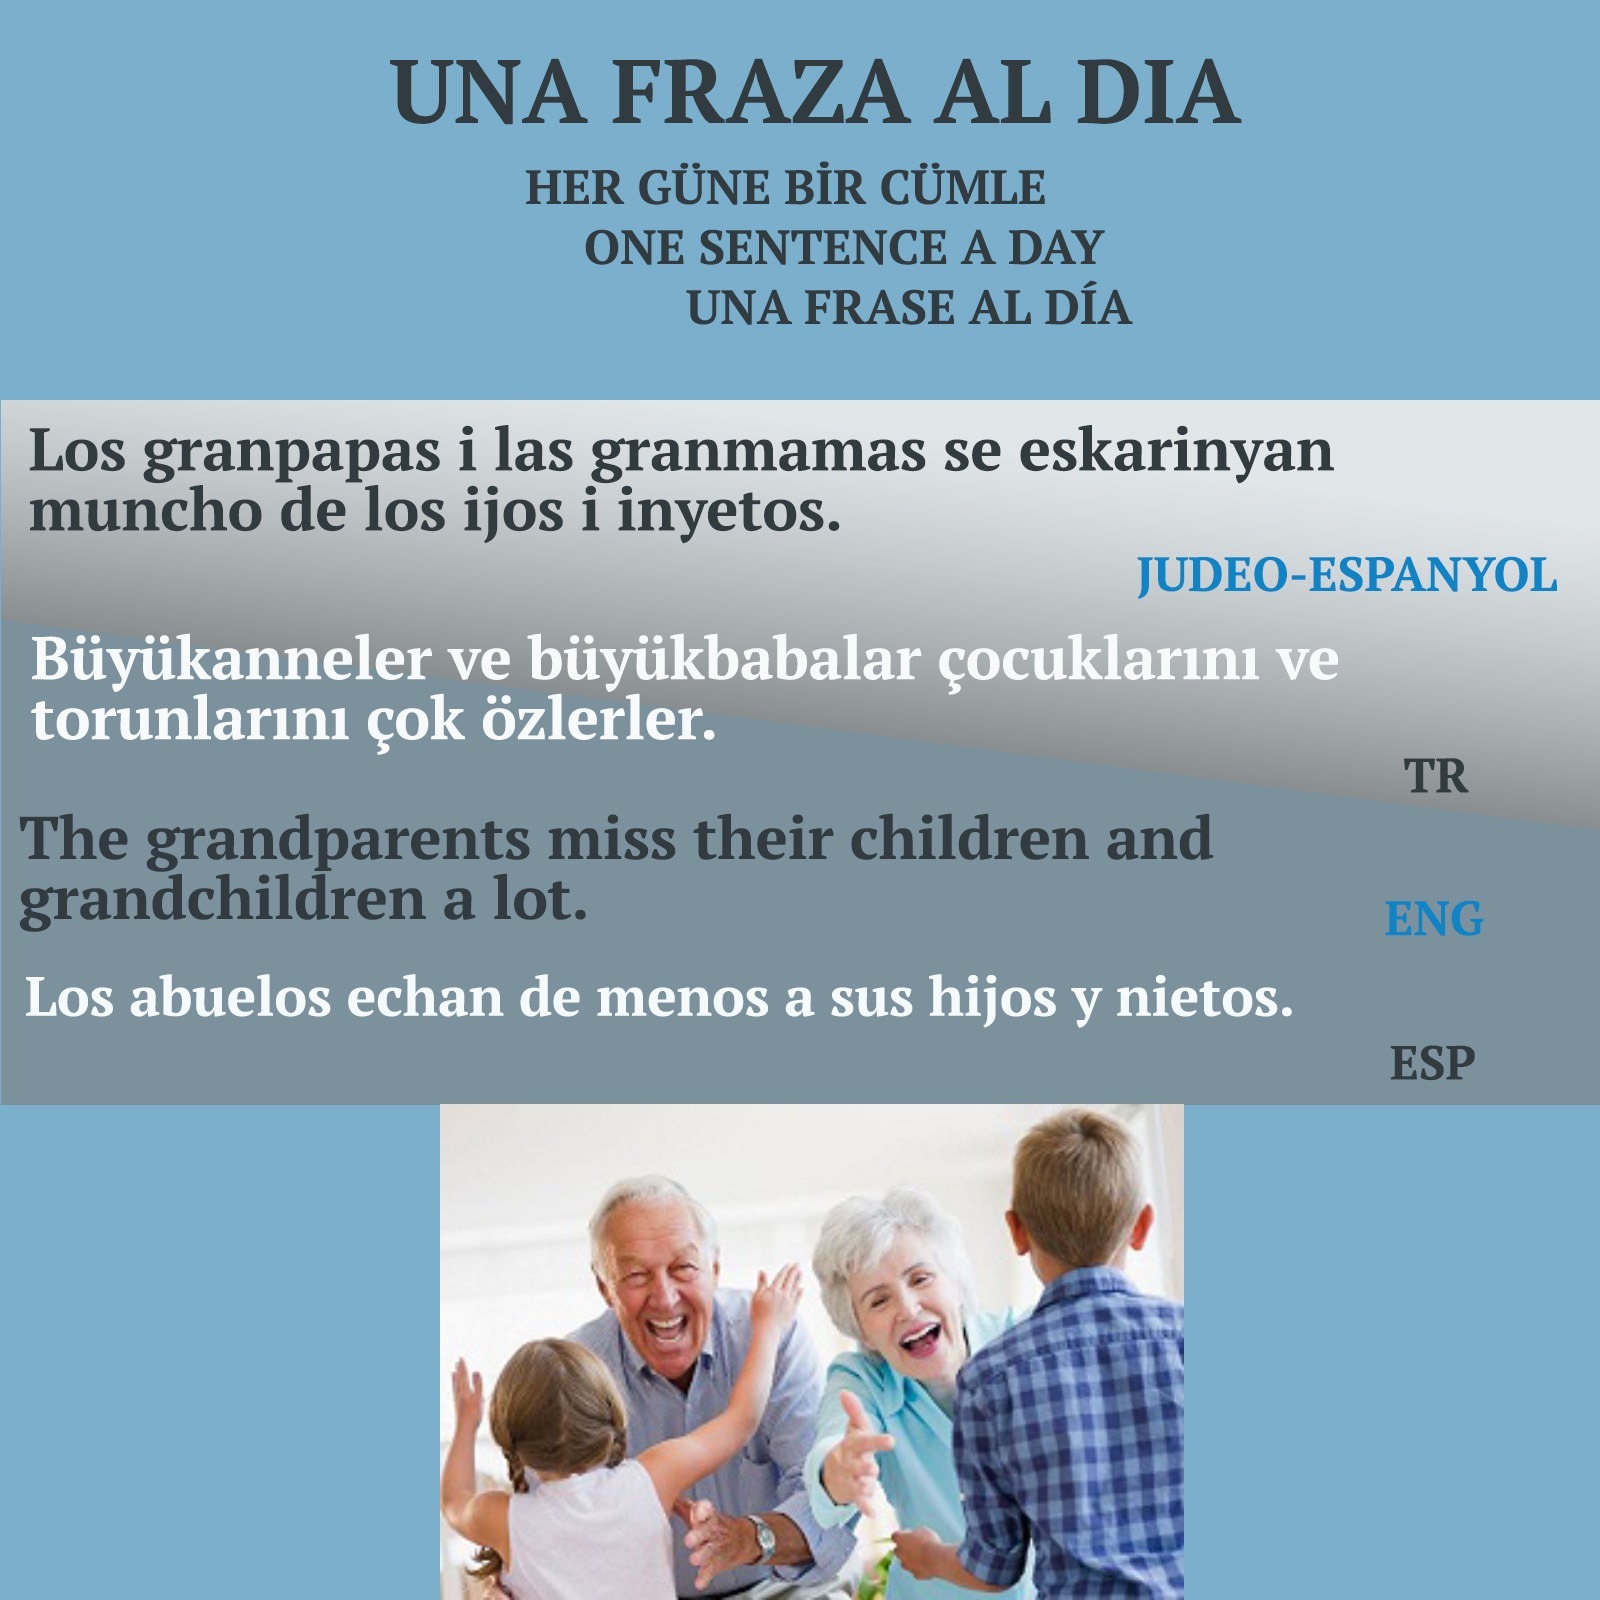 UNA FRAZA AL DIA
HER GÜNE BİR CÜMLE
ONE SENTENCE A DAY
UNA FRASE AL DÍA
Los granpapas i las granmamas se eskarinyan
muncho de los ijos i inyetos.
JUDEO-ESPANYOL
Büyükanneler ve büyükbabalar çocuklarını ve
torunlarını çok özlerler.
TR
The grandparents miss their children and
grandchildren a lot.
ENG
Los abuelos echan de menos a sus hijos y nietos.
ESP